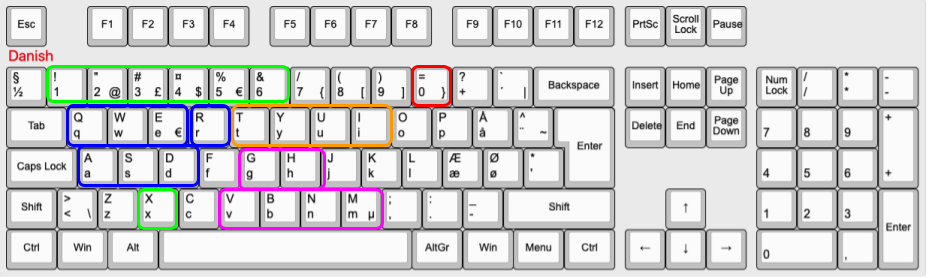 Esc F1 F2 F3 F4 F5 F6 F7 F8 F9 F10 F11 F12 PrtSc Scroll Lock Pause
Danish
§ ! " # ¤ % & / ( ) = ? ` Backspace Insert Home Page Up Num Lock / * -
½ 1 2 @ 3 £ 4 $ 5 € 6 7 { 8 [ 9 ] 0 } + ´ | / * -
Tab Q W E R T Y U I O P Å ^ Enter Delete End Page Down 7 8 9 +
q w e € r t y u i o p å ¨ ~ +
Caps Lock A S D F G H J K L Æ Ø * 4 5 6
a s d f g h j k l æ ø '
Shift > Z X C V B N M ; : _ Shift ↑ 1 2 3 Enter
< \ z x c v b n m µ , . -
Ctrl Win Alt AltGr Win Menu Ctrl ← ↓ → 0 ,